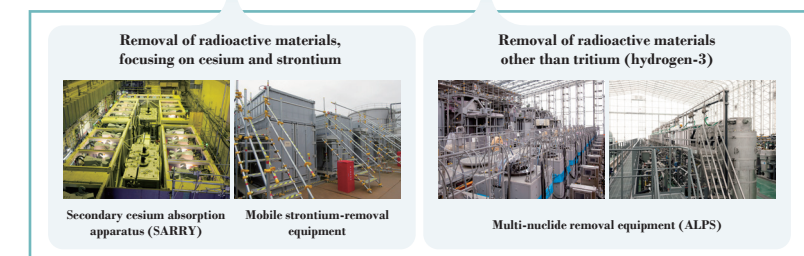 Removal of radioactive materials,
focusing on cesium and strontium
Secondary cesium absorption
apparatus (SARRY)
Mobile strontium-removal
equipment
Removal of radioactive materials
other than tritium (hydrogen-3)
Multi-nuclide removal equipment (ALPS)